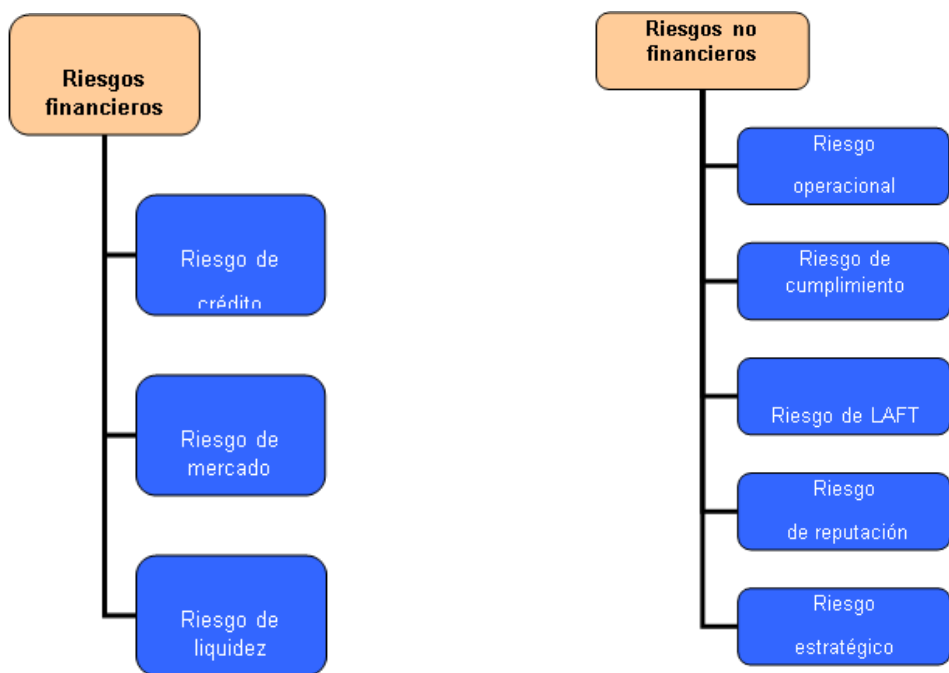 Riesgos
financieros
Riesgo de
crédito
Riesgo de
mercado
Riesgo de
liquidez
Riesgos no
financieros
Riesgo
operacional
Riesgo de
cumplimiento
Riesgo de LAFT
Riesgo
de reputación
Riesgo
estratégico